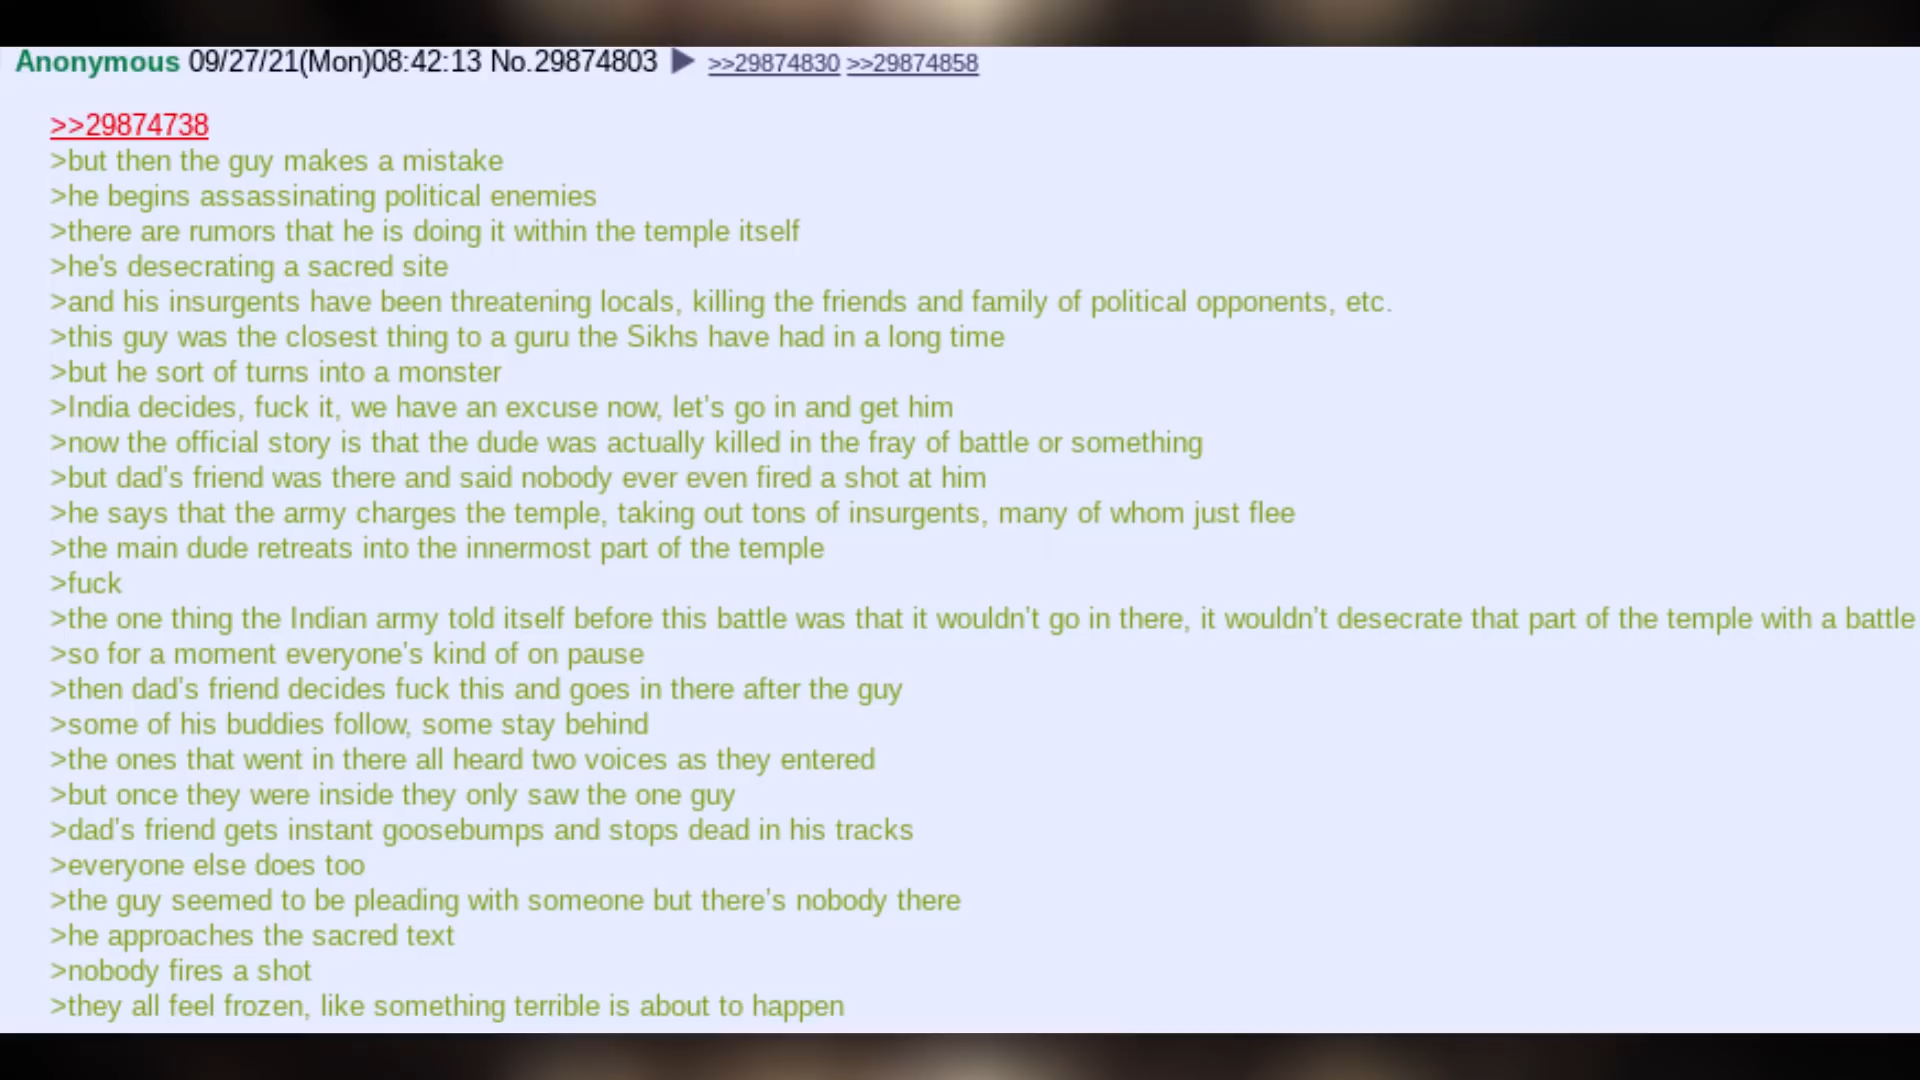 Anonymous 09/27/21(Mon)08:42:13 No.29874803 ▶ >>29874830 >>29874858
>>29874738
>but then the guy makes a mistake
>he begins assassinating political enemies
>there are rumors that he is doing it within the temple itself
>he's desecrating a sacred site
>and his insurgents have been threatening locals, killing the friends and family of political opponents, etc.
>this guy was the closest thing to a guru the Sikhs have had in a long time
>but he sort of turns into a monster
>India decides, fuck it, we have an excuse now, let’s go in and get him
>now the official story is that the dude was actually killed in the fray of battle or something
>but dad’s friend was there and said nobody ever even fired a shot at him
>he says that the army charges the temple, taking out tons of insurgents, many of whom just flee
>the main dude retreats into the innermost part of the temple
>fuck
>the one thing the Indian army told itself before this battle was that it wouldn’t go in there, it wouldn’t desecrate that part of the temple with a battle
>so for a moment everyone’s kind of on pause
>then dad’s friend decides fuck this and goes in there after the guy
>some of his buddies follow, some stay behind
>the ones that went in there all heard two voices as they entered
>but once they were inside they only saw the one guy
>dad’s friend gets instant goosebumps and stops dead in his tracks
>everyone else does too
>the guy seemed to be pleading with someone but there’s nobody there
>he approaches the sacred text
>nobody fires a shot
>they all feel frozen, like something terrible is about to happen